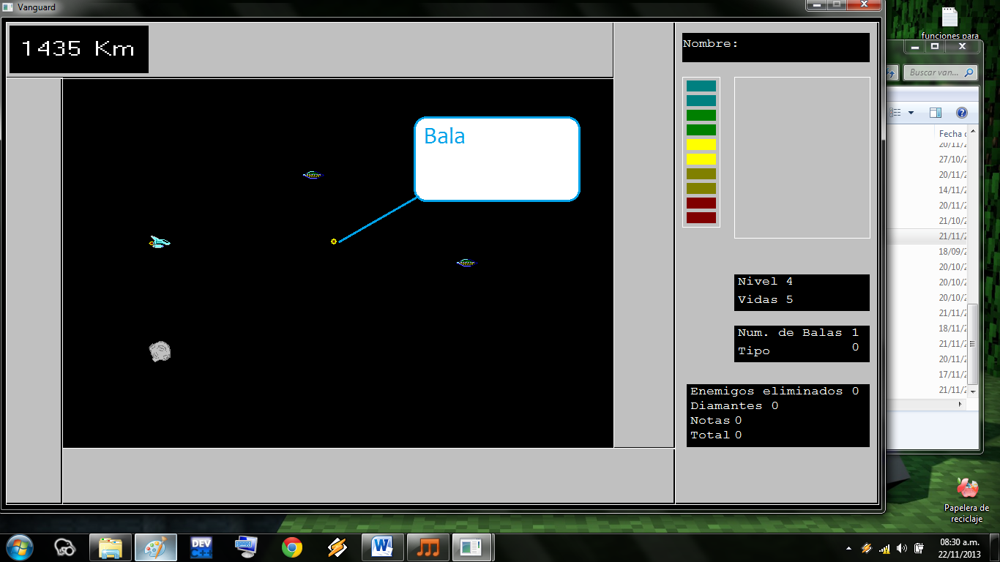 Vanguard
1435 Km
Bala
Nombre:
Nivel 4
Vidas 5
Num. de Balas 1
Tipo 0
Enemigos eliminados 0
Diamantes 0
Notas 0
Total 0
funciones para
Buscar van...
Fecha
27/10/2
20/11/2
14/11/2
20/11/2
21/10/2
21/11/2
18/09/2
20/10/2
20/10/2
20/10/2
21/11/2
18/11/2
21/11/2
20/11/2
17/11/2
21/11/2
Papelera de
reciclaje
DEV
C++
W
08:30 a.m.
22/11/2013